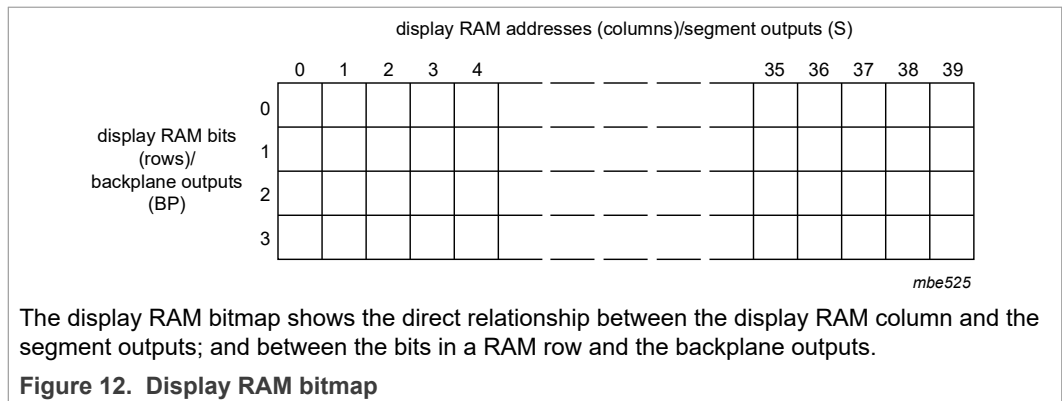 display RAM addresses (columns)/segment outputs (S)
0 1 2 3 4 35 36 37 38 39
0
display RAM bits
(rows)/
backplane outputs
(BP)
1
2
3
mbe525
The display RAM bitmap shows the direct relationship between the display RAM column and the
segment outputs; and between the bits in a RAM row and the backplane outputs.
Figure 12. Display RAM bitmap